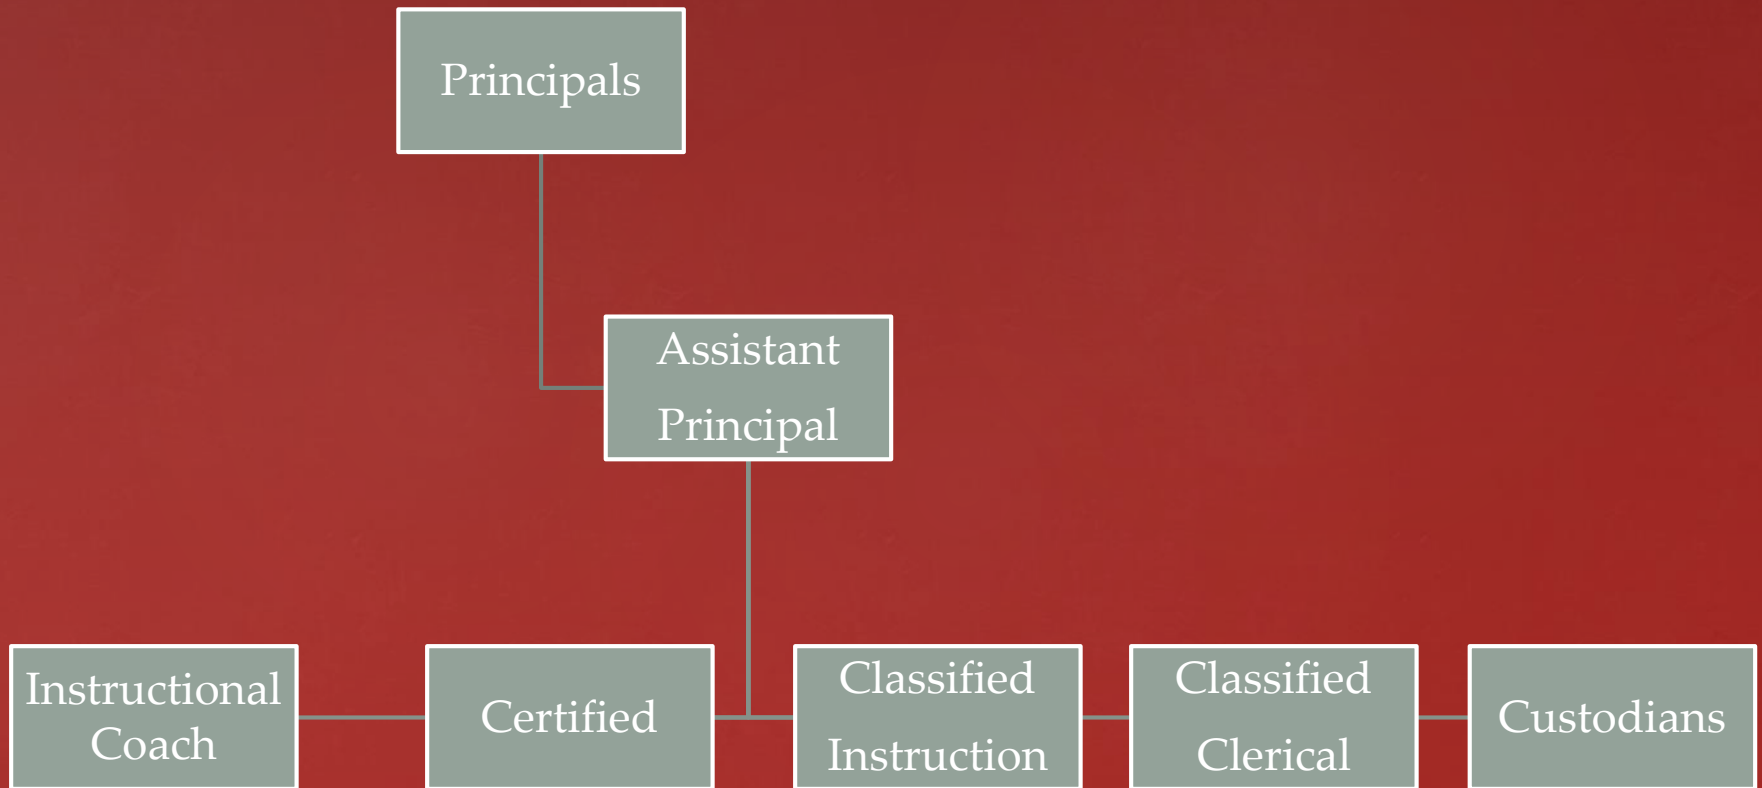 Principals
Assistant
Principal
Instructional
Coach
Certified
Classified
Instruction
Classified
Clerical
Custodians